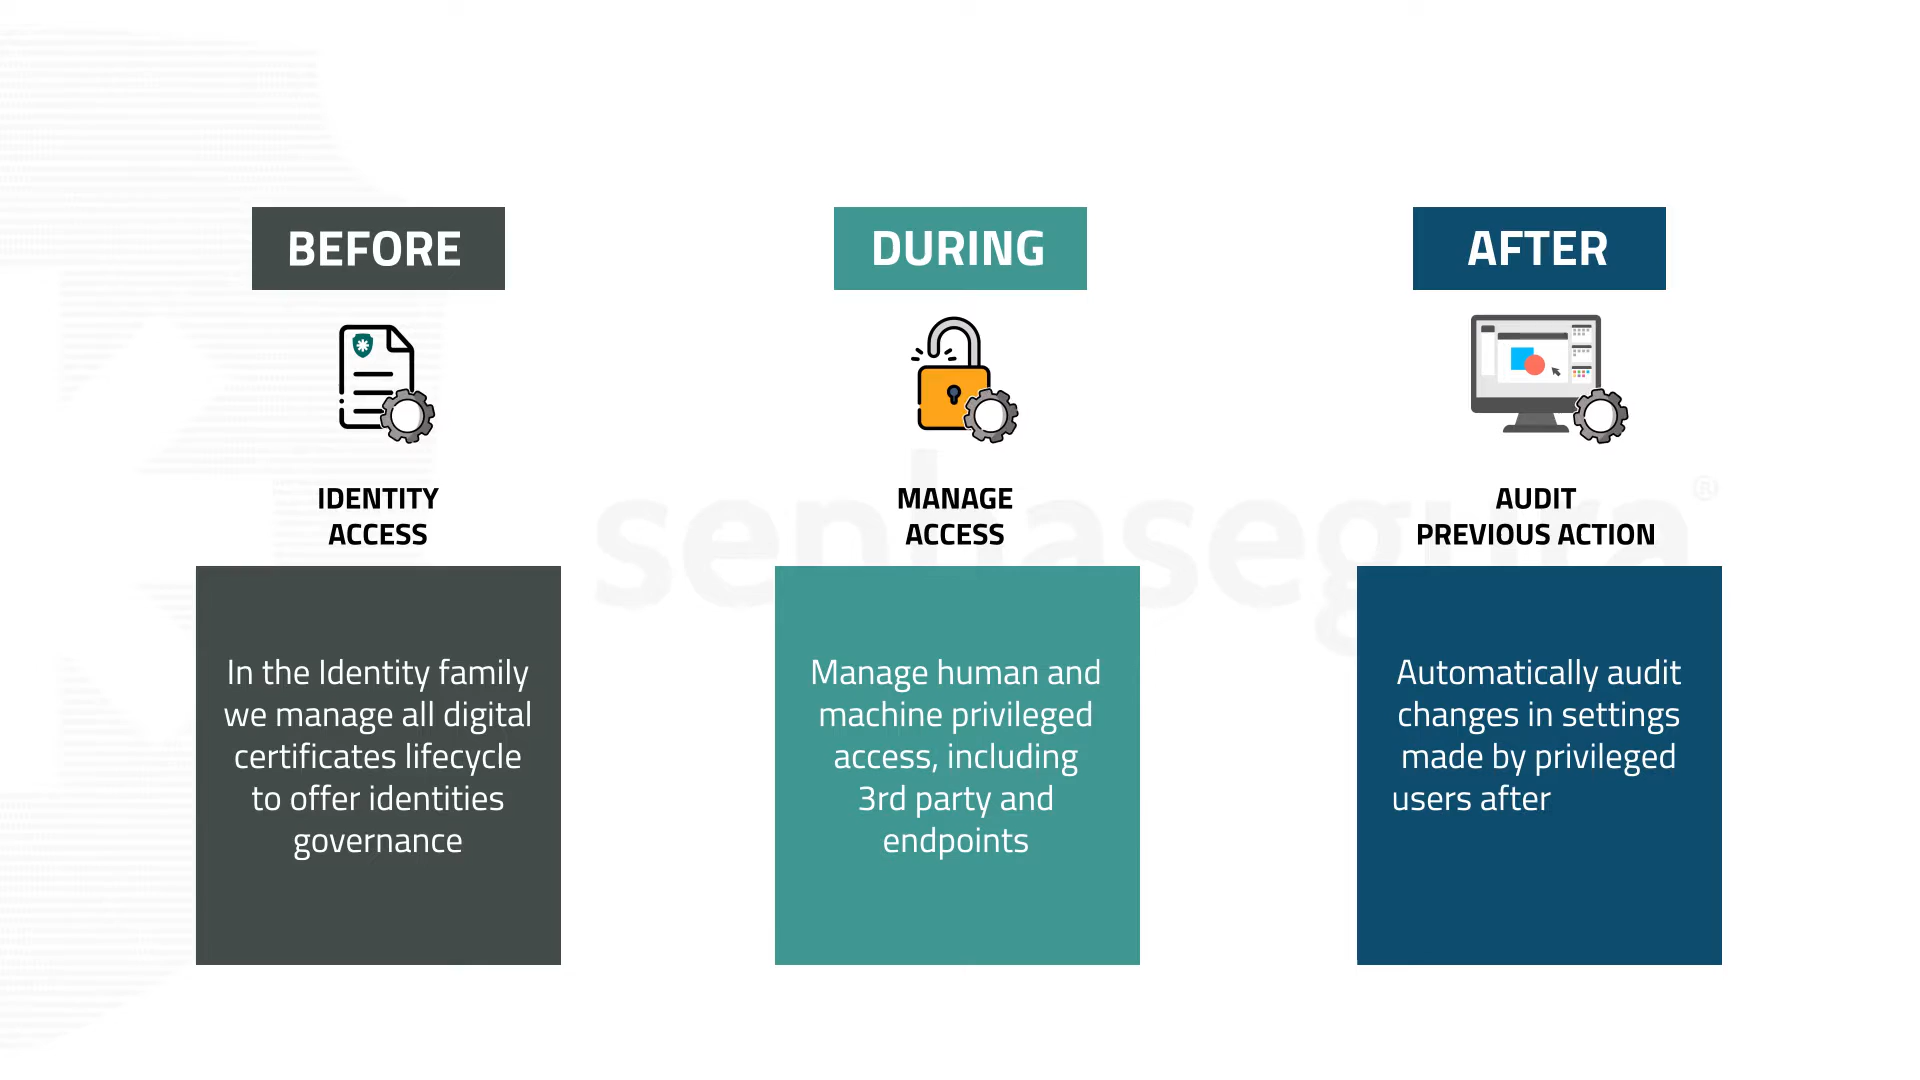 BEFORE
IDENTITY
ACCESS
In the Identity family
we manage all digital
certificates lifecycle
to offer identities
governance
DURING
MANAGE
ACCESS
Manage human and
machine privileged
access, including
3rd party and
endpoints
AFTER
AUDIT
PREVIOUS ACTION
Automatically audit
changes in settings
made by privileged
users after
senhasegura®